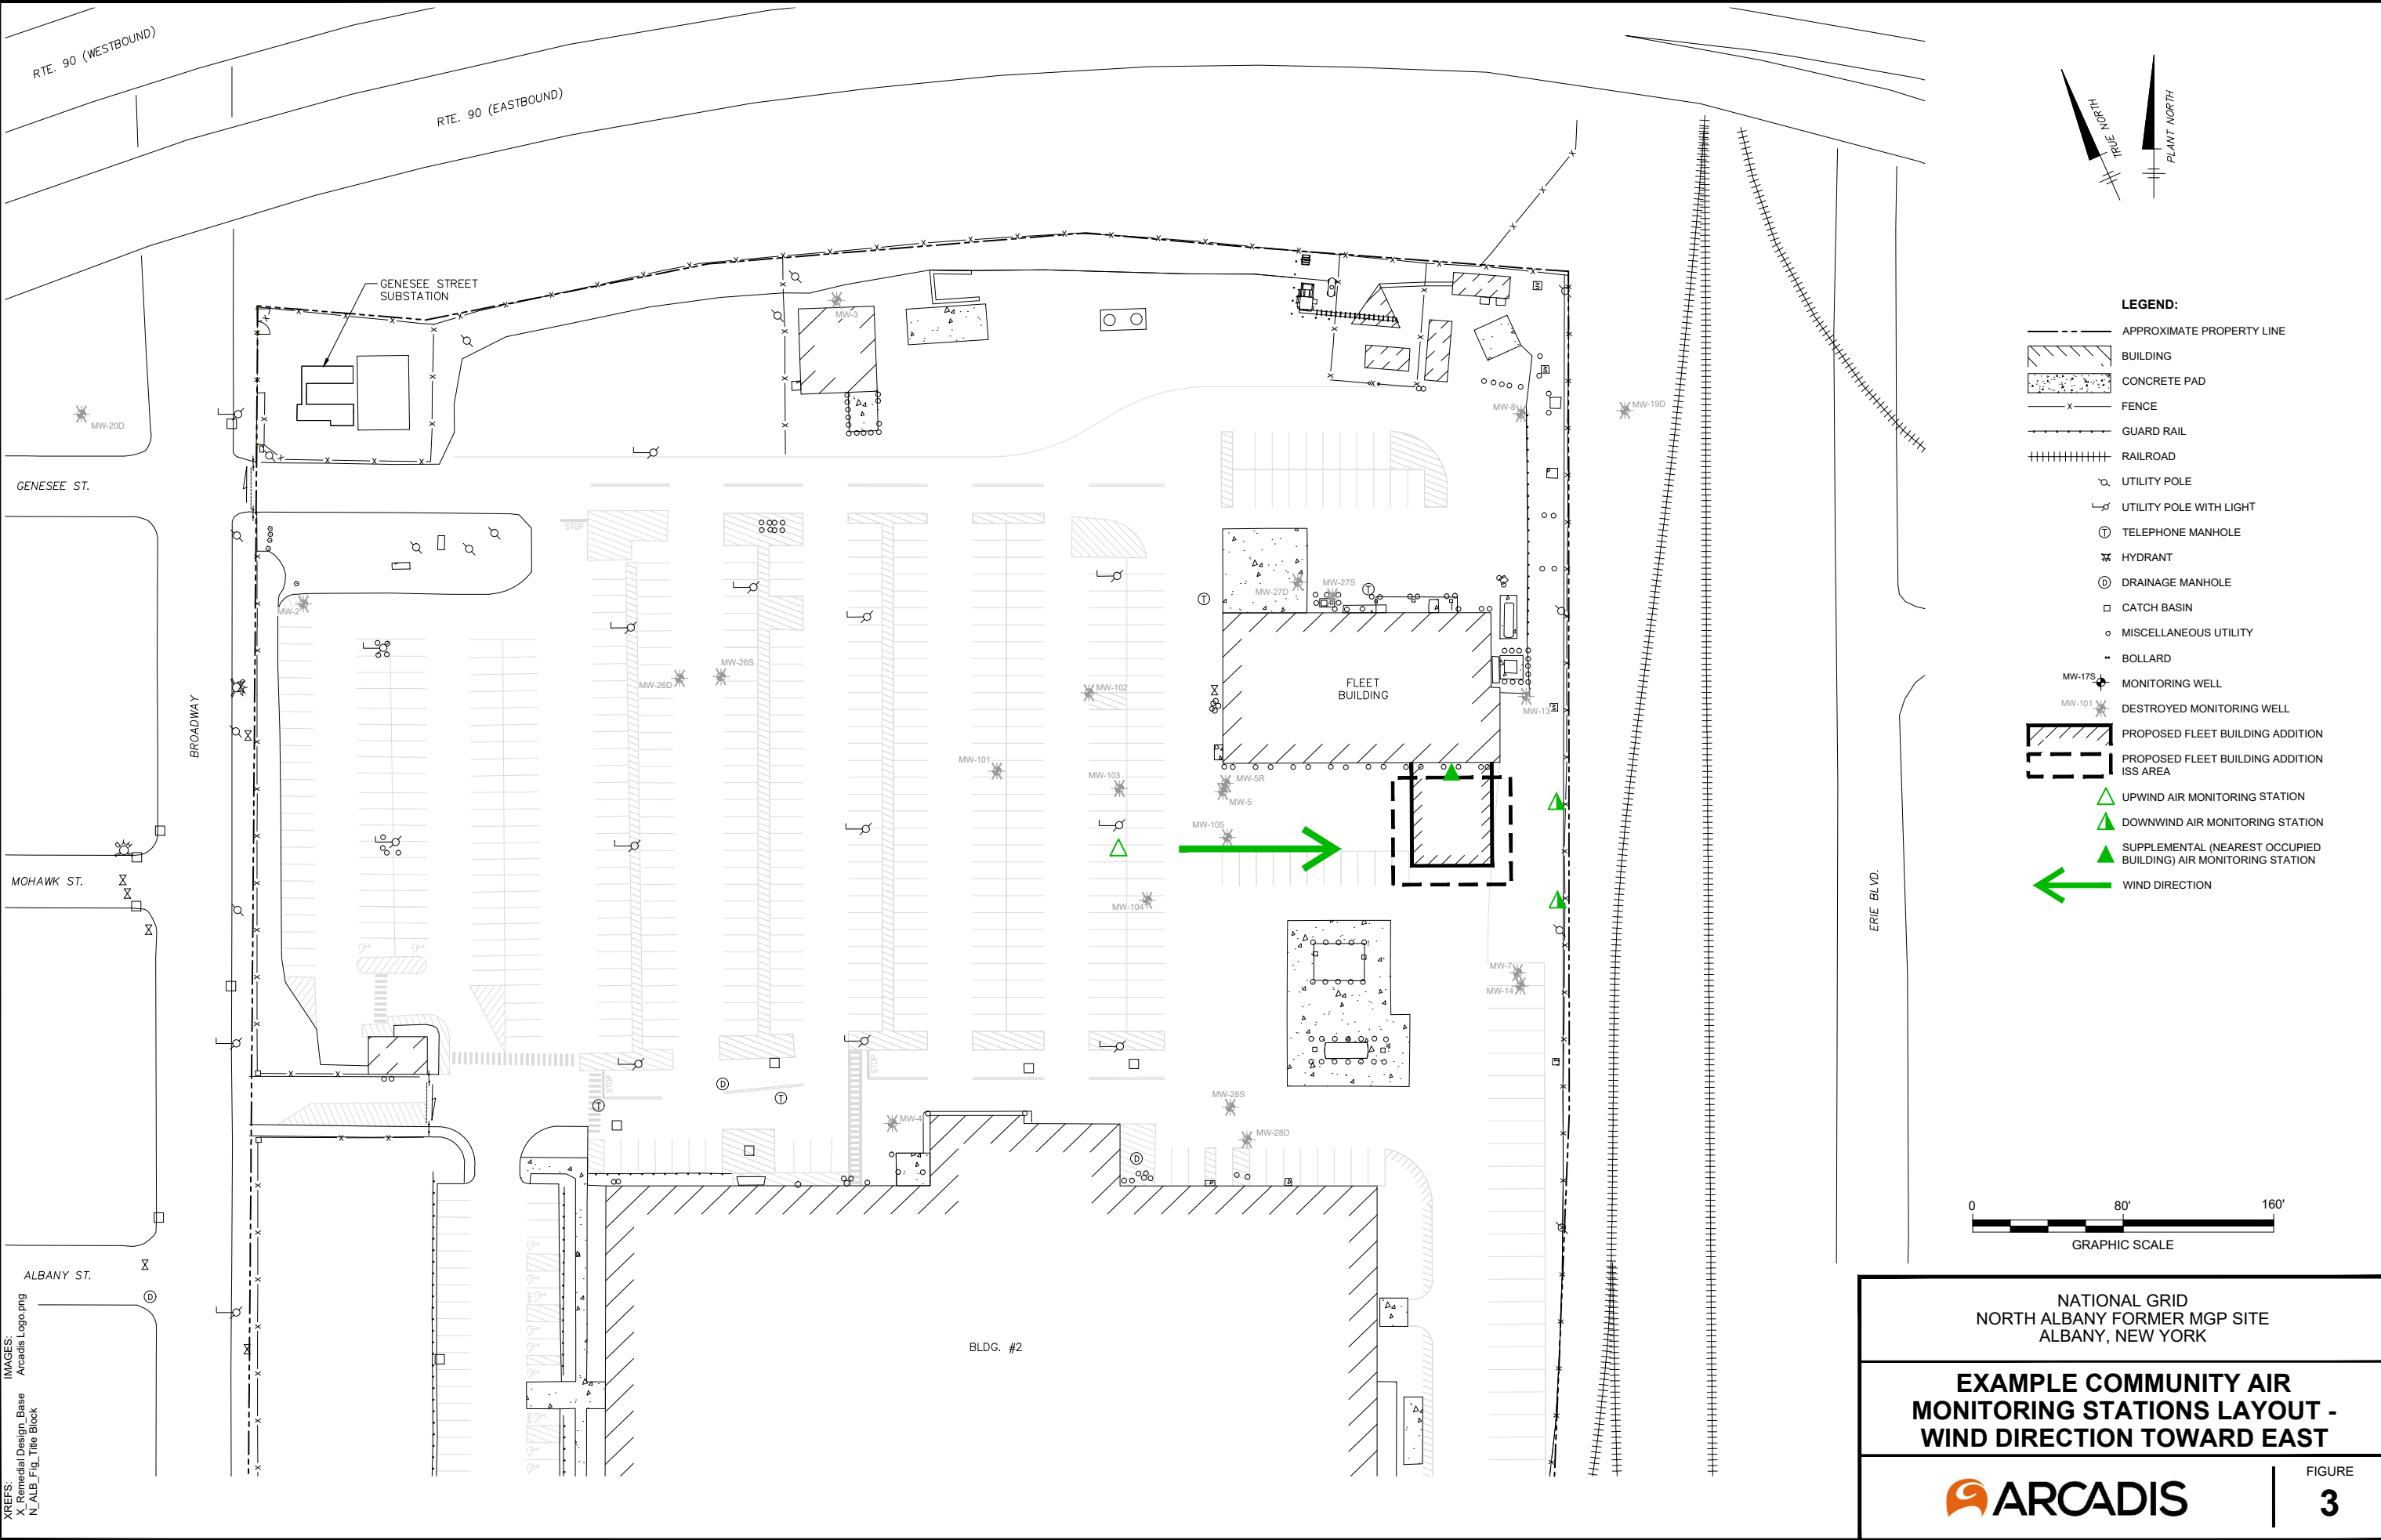 RTE. 90 (WESTBOUND)
RTE. 90 (EASTBOUND)
TRUE NORTH
PLANT NORTH
GENESEE STREET
SUBSTATION
MW-3
MW-20D
MW-8
MW-19D
GENESEE ST.
STOP
MW-2
MW-27S
MW-27D
MW-26S
MW-26D
MW-102
FLEET
BUILDING
MW-13
BROADWAY
MW-101
MW-103
MW-5R
MW-5
MW-105
MOHAWK ST.
MW-104
MW-7
MW-14
ERIE BLVD.
STOP
STOP
MW-4
MW-28S
MW-28D
ALBANY ST.
BLDG. #2
LEGEND:
APPROXIMATE PROPERTY LINE
BUILDING
CONCRETE PAD
X FENCE
GUARD RAIL
RAILROAD
UTILITY POLE
UTILITY POLE WITH LIGHT
T TELEPHONE MANHOLE
HYDRANT
D DRAINAGE MANHOLE
CATCH BASIN
MISCELLANEOUS UTILITY
BOLLARD
MW-17S MONITORING WELL
MW-101 DESTROYED MONITORING WELL
PROPOSED FLEET BUILDING ADDITION
PROPOSED FLEET BUILDING ADDITION
ISS AREA
UPWIND AIR MONITORING STATION
DOWNWIND AIR MONITORING STATION
SUPPLEMENTAL (NEAREST OCCUPIED
BUILDING) AIR MONITORING STATION
WIND DIRECTION
0 80' 160'
GRAPHIC SCALE
NATIONAL GRID
NORTH ALBANY FORMER MGP SITE
ALBANY, NEW YORK
EXAMPLE COMMUNITY AIR
MONITORING STATIONS LAYOUT -
WIND DIRECTION TOWARD EAST
ARCADIS
FIGURE
3
XREFS:
X_Remedial Design_Base
N_ALB_Fig_Title Block
IMAGES:
Arcadis Logo.png